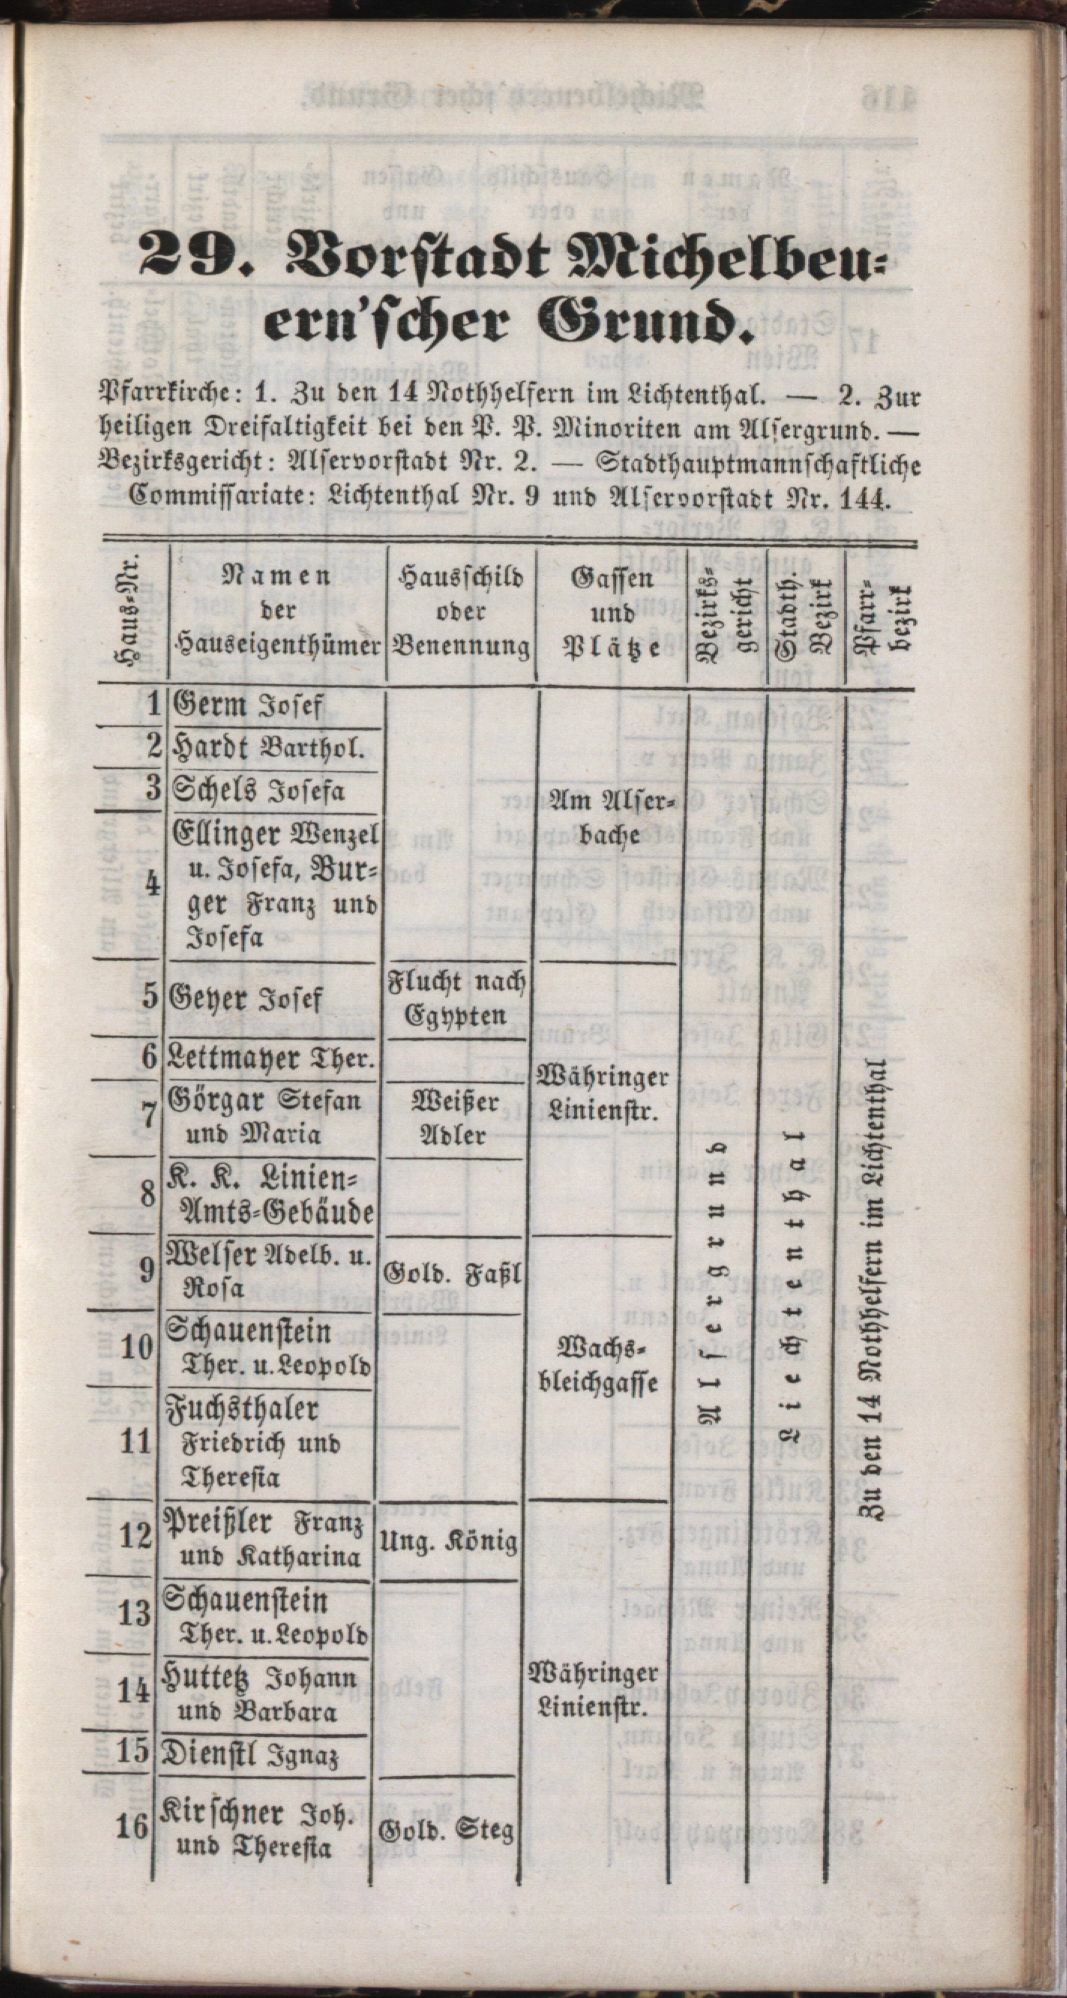 29. Vorstadt Michelbeu-
ern'scher Grund.
Pfarrkirche: 1. Zu den 14 Nothhelfern im Lichtenthal. — 2. Zur
heiligen Dreifaltigkeit bei den P. P. Minoriten am Alsergrund. —
Bezirksgericht: Alservorstadt Nr. 2. — Stadthauptmannschaftliche
Commissariate: Lichtenthal Nr. 9 und Alservorstadt Nr. 144.
Haus-Nr.
Namen
der
Hauseigenthümer
Hausschild
oder
Benennung
Gassen
und
Plätze
Bezirks-
gericht
Stadth.
Bezirk
Pfarr-
bezirk
1 Germ Josef
2 Hardt Barthol.
3 Schels Josefa
4 Ellinger Wenzel
u. Josefa, Bur-
ger Franz und
Josefa
Am Alser-
bache
5 Geyer Josef
Flucht nach
Egypten
6 Lettmayer Ther.
7 Görgar Stefan
und Maria
Weißer
Adler
Währinger
Linienstr.
8 K. K. Linien-
Amts-Gebäude
9 Welser Adelb. u.
Rosa
Gold. Faßl
10 Schauenstein
Ther. u. Leopold
11 Fuchsthaler
Friedrich und
Theresia
Wachs-
bleichgasse
12 Preißler Franz
und Katharina
Ung. König
13 Schauenstein
Ther. u. Leopold
14 Huttetz Johann
und Barbara
15 Dienstl Ignaz
16 Kirschner Joh.
und Theresia
Gold. Steg
Währinger
Linienstr.
Alsergrund
Liechtenthal
Zu den 14 Nothhelfern im Lichtenthal